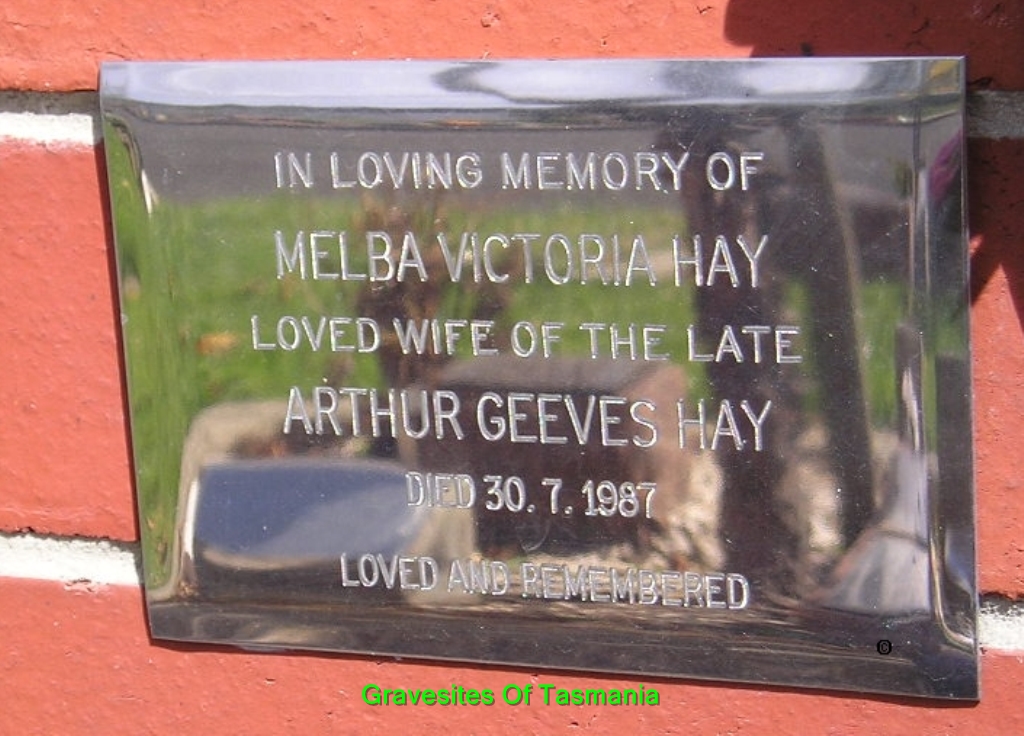 IN LOVING MEMORY OF
MELBA VICTORIA HAY
LOVED WIFE OF THE LATE
ARTHUR GEEVES HAY
DIED 30.7.1987
LOVED AND REMEMBERED
©
Gravesites Of Tasmania